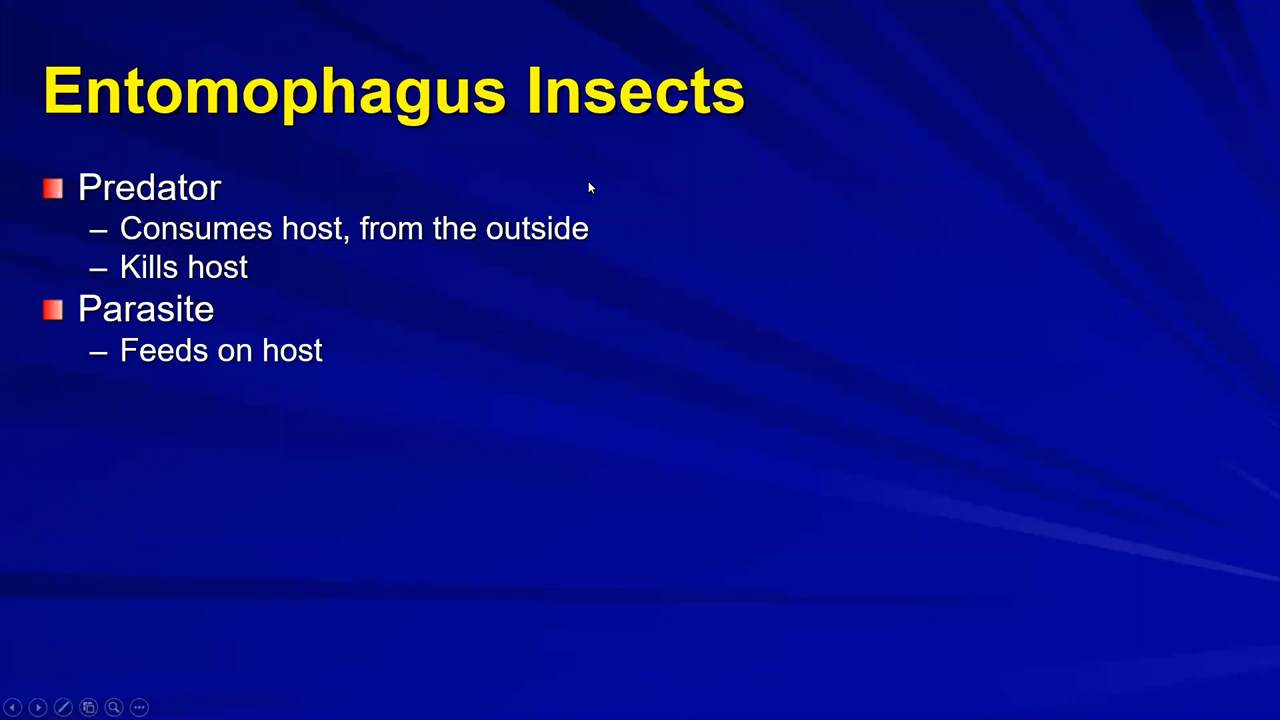 Entomophagus Insects
Predator
– Consumes host, from the outside
– Kills host
Parasite
– Feeds on host